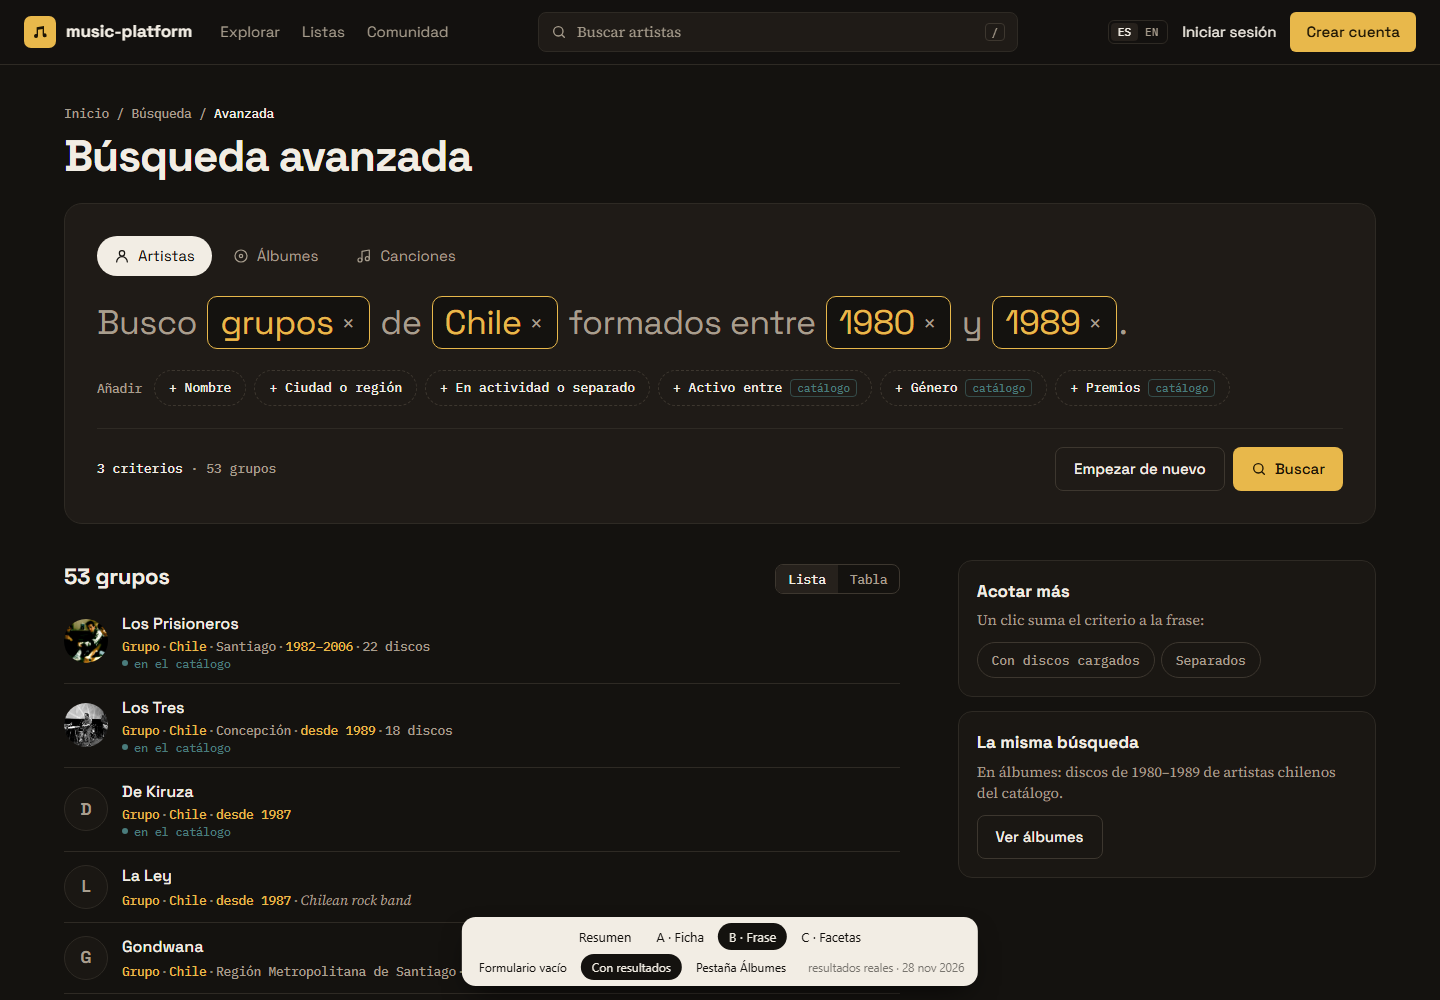 music-platform Explorar Listas Comunidad Buscar artistas / ES EN Iniciar sesión Crear cuenta
Inicio / Búsqueda / Avanzada
Búsqueda avanzada
Artistas Álbumes Canciones
Busco grupos × de Chile × formados entre 1980 × y 1989 × .
Añadir + Nombre + Ciudad o región + En actividad o separado + Activo entre catálogo + Género catálogo + Premios catálogo
3 criterios · 53 grupos Empezar de nuevo Buscar
53 grupos Lista Tabla
Los Prisioneros
Grupo · Chile · Santiago · 1982–2006 · 22 discos
en el catálogo
Los Tres
Grupo · Chile · Concepción · desde 1989 · 18 discos
en el catálogo
D
De Kiruza
Grupo · Chile · desde 1987
en el catálogo
L
La Ley
Grupo · Chile · desde 1987 · Chilean rock band
G
Gondwana
Grupo · Chile · Región Metropolitana de Santiago ·
Acotar más
Un clic suma el criterio a la frase:
Con discos cargados Separados
La misma búsqueda
En álbumes: discos de 1980–1989 de artistas chilenos
del catálogo.
Ver álbumes
Resumen A · Ficha B · Frase C · Facetas
Formulario vacío Con resultados Pestaña Álbumes resultados reales · 28 nov 2026